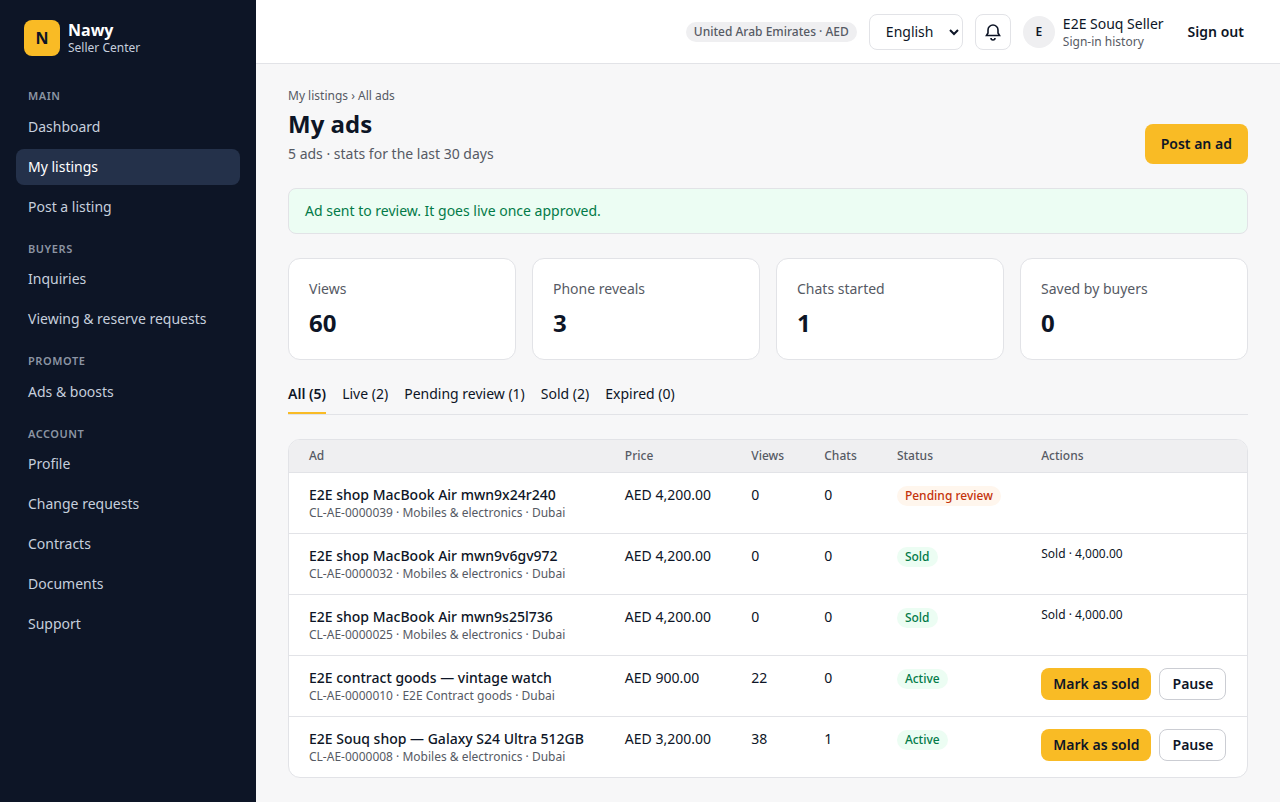 N
Nawy
Seller Center
MAIN
Dashboard
My listings
Post a listing
BUYERS
Inquiries
Viewing & reserve requests
PROMOTE
Ads & boosts
ACCOUNT
Profile
Change requests
Contracts
Documents
Support
United Arab Emirates · AED
English
E
E2E Souq Seller
Sign-in history
Sign out
My listings › All ads
My ads
5 ads · stats for the last 30 days
Post an ad
Ad sent to review. It goes live once approved.
Views
60
Phone reveals
3
Chats started
1
Saved by buyers
0
All (5) Live (2) Pending review (1) Sold (2) Expired (0)
Ad Price Views Chats Status Actions
E2E shop MacBook Air mwn9x24r240 AED 4,200.00 0 0 Pending review
CL-AE-0000039 · Mobiles & electronics · Dubai
E2E shop MacBook Air mwn9v6gv972 AED 4,200.00 0 0 Sold Sold · 4,000.00
CL-AE-0000032 · Mobiles & electronics · Dubai
E2E shop MacBook Air mwn9s25l736 AED 4,200.00 0 0 Sold Sold · 4,000.00
CL-AE-0000025 · Mobiles & electronics · Dubai
E2E contract goods — vintage watch AED 900.00 22 0 Active Mark as sold Pause
CL-AE-0000010 · E2E Contract goods · Dubai
E2E Souq shop — Galaxy S24 Ultra 512GB AED 3,200.00 38 1 Active Mark as sold Pause
CL-AE-0000008 · Mobiles & electronics · Dubai